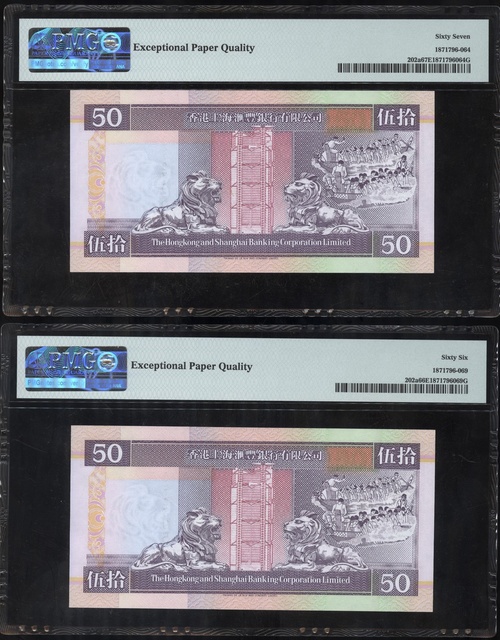 PMG
Exceptional Paper Quality
Sixty Seven
1871796-064
202a67E1871796064G
50
香港上海滙豐銀行有限公司
伍拾
伍拾
The Hongkong and Shanghai Banking Corporation Limited
50
PMG
Exceptional Paper Quality
Sixty Six
1871796-069
202a66E1871796069G
50
香港上海滙豐銀行有限公司
伍拾
伍拾
The Hongkong and Shanghai Banking Corporation Limited
50